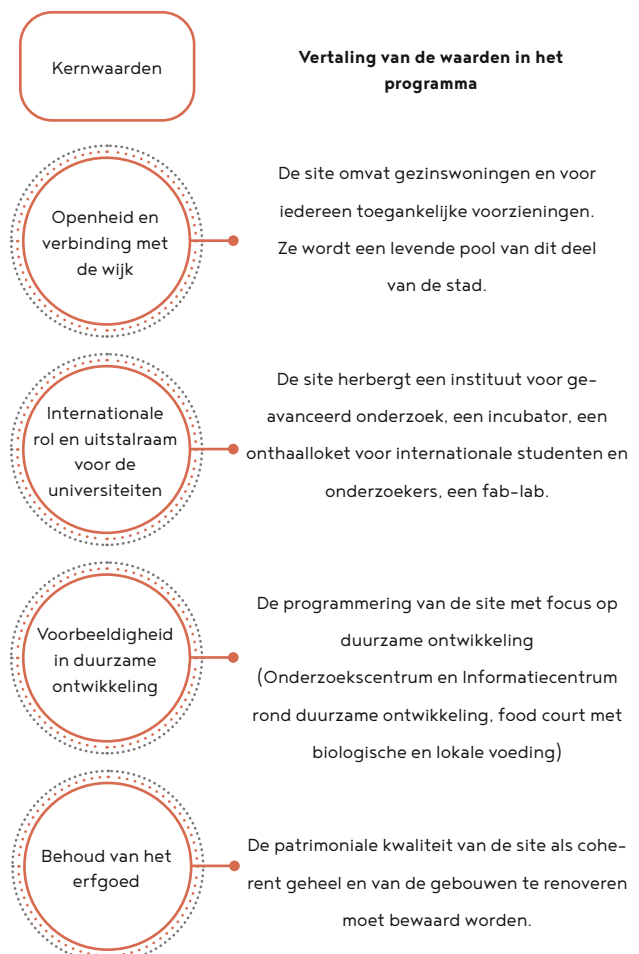 Kernwaarden
Vertaling van de waarden in het
programma
Openheid en
verbinding met
de wijk
De site omvat gezinswoningen en voor
iedereen toegankelijke voorzieningen.
Ze wordt een levende pool van dit deel
van de stad.
Internationale
rol en uitstalraam
voor de
universiteiten
De site herbergt een instituut voor ge-
avanceerd onderzoek, een incubator, een
onthaalloket voor internationale studenten en
onderzoekers, een fab-lab.
Voorbeeldigheid
in duurzame
ontwikkeling
De programmering van de site met focus op
duurzame ontwikkeling
(Onderzoekscentrum en Informatiecentrum
rond duurzame ontwikkeling, food court met
biologische en lokale voeding)
Behoud van het
erfgoed
De patrimoniale kwaliteit van de site als cohe-
rent geheel en van de gebouwen te renoveren
moet bewaard worden.